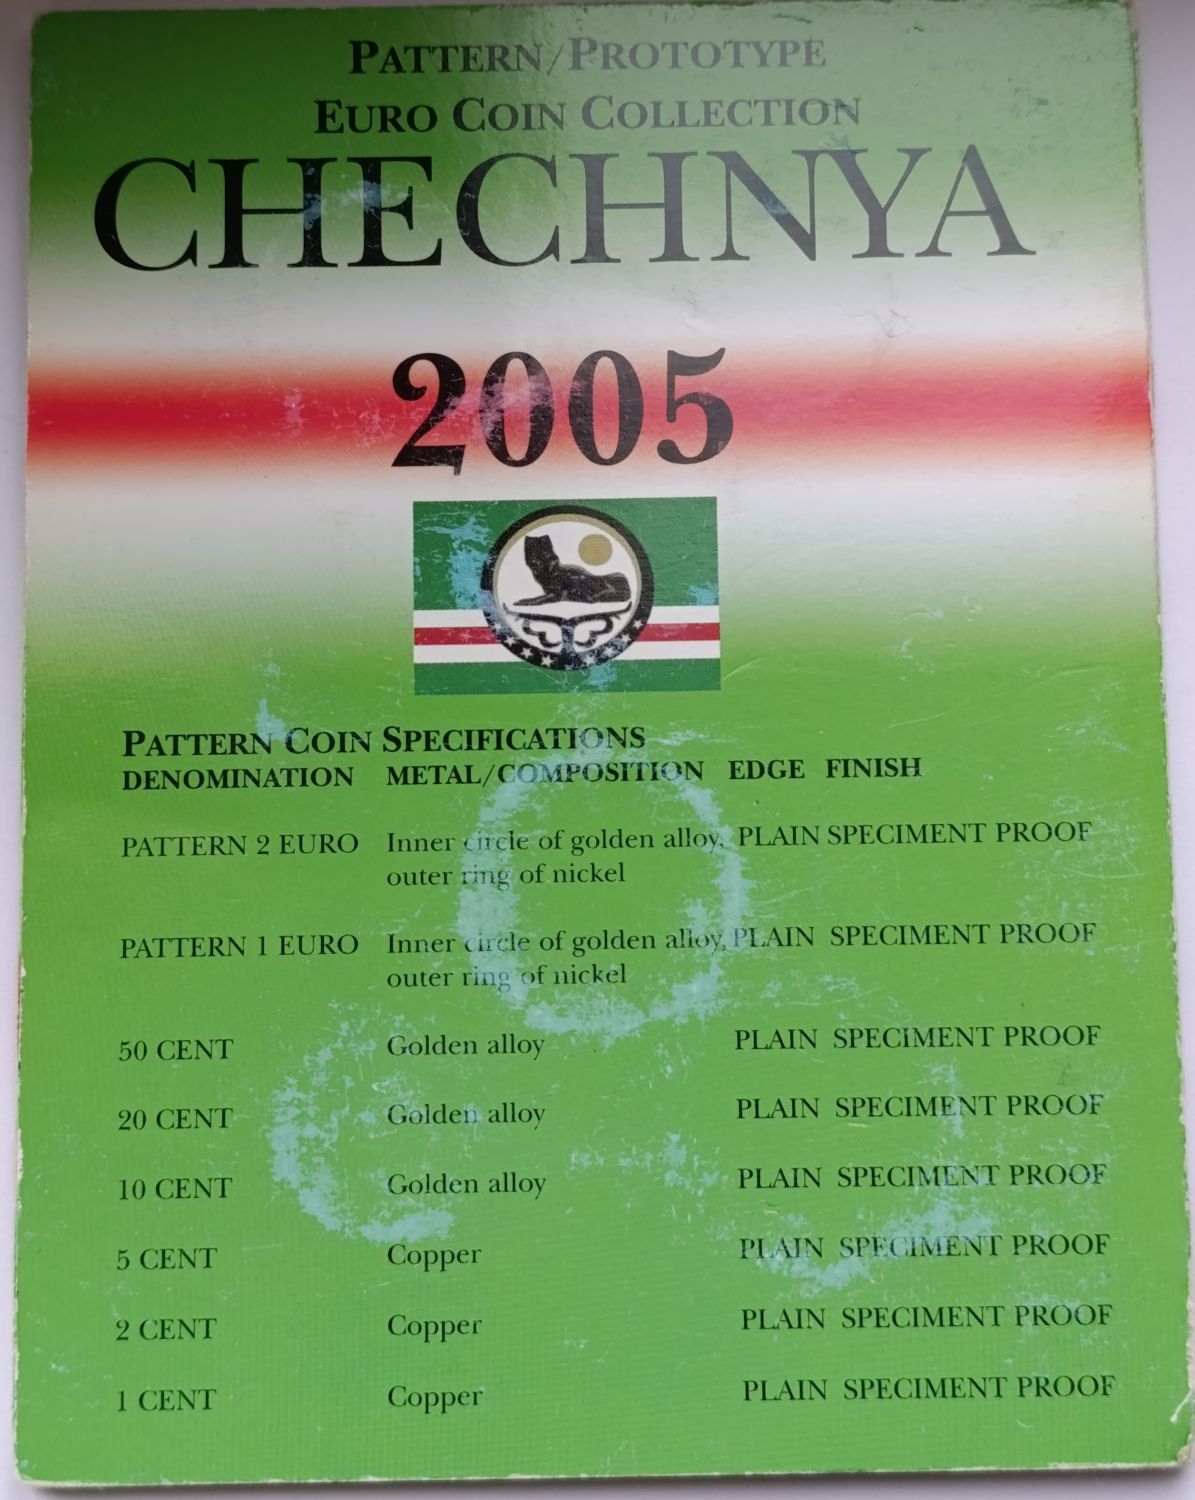 PATTERN/PROTOTYPE
EURO COIN COLLECTION
CHECHNYA
2005
PATTERN COIN SPECIFICATIONS
DENOMINATION METAL/COMPOSITION EDGE FINISH
PATTERN 2 EURO Inner circle of golden alloy, PLAIN SPECIMENT PROOF
outer ring of nickel
PATTERN 1 EURO Inner circle of golden alloy, PLAIN SPECIMENT PROOF
outer ring of nickel
50 CENT Golden alloy PLAIN SPECIMENT PROOF
20 CENT Golden alloy PLAIN SPECIMENT PROOF
10 CENT Golden alloy PLAIN SPECIMENT PROOF
5 CENT Copper PLAIN SPECIMENT PROOF
2 CENT Copper PLAIN SPECIMENT PROOF
1 CENT Copper PLAIN SPECIMENT PROOF